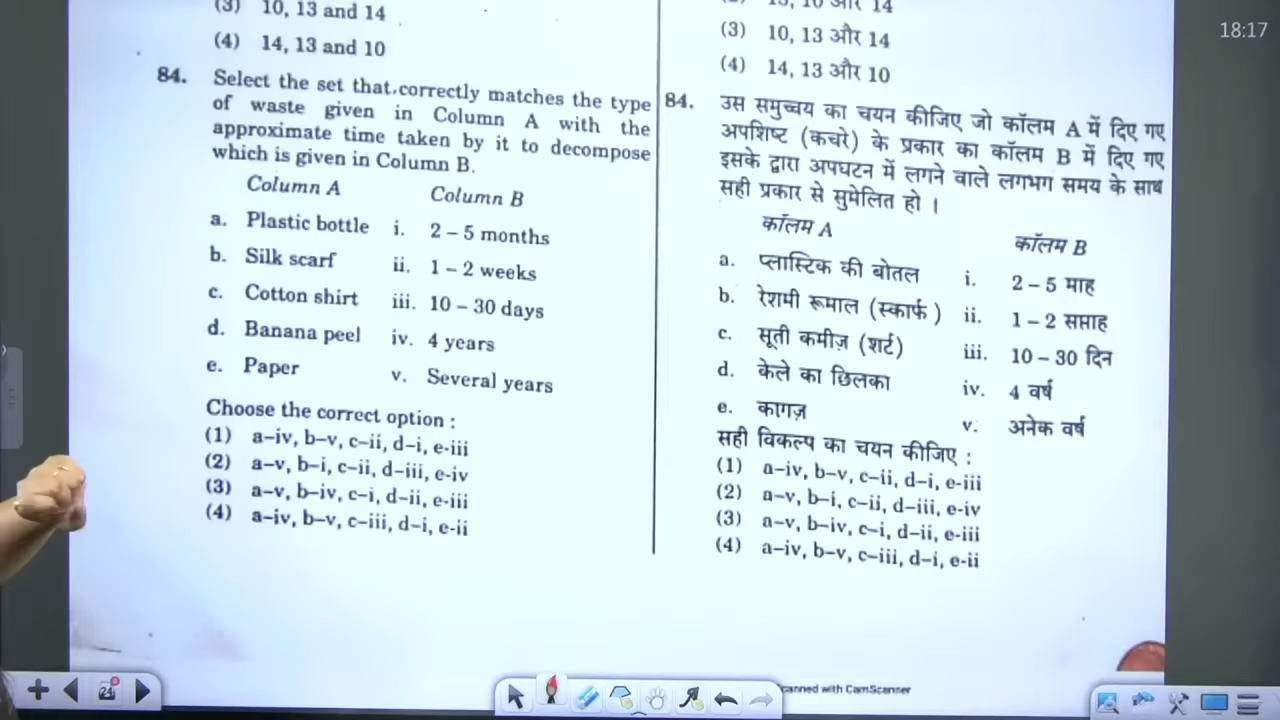 (3) 10, 13 and 14
(4) 14, 13 and 10
84. Select the set that correctly matches the type
of waste given in Column A with the
approximate time taken by it to decompose
which is given in Column B.
Column A Column B
a. Plastic bottle i. 2 – 5 months
b. Silk scarf ii. 1 – 2 weeks
c. Cotton shirt iii. 10 – 30 days
d. Banana peel iv. 4 years
e. Paper v. Several years
Choose the correct option :
(1) a–iv, b–v, c–ii, d–i, e-iii
(2) a–v, b–i, c–ii, d–iii, e-iv
(3) a–v, b–iv, c–i, d–ii, e-iii
(4) a–iv, b–v, c–iii, d–i, e-ii
और 14
(3) 10, 13 और 14
(4) 14, 13 और 10
84. उस समुच्चय का चयन कीजिए जो कॉलम A में दिए गए
अपशिष्ट (कचरे) के प्रकार का कॉलम B में दिए गए
इसके द्वारा अपघटन में लगने वाले लगभग समय के साथ
सही प्रकार से सुमेलित हो ।
कॉलम A कॉलम B
a. प्लास्टिक की बोतल i. 2 – 5 माह
b. रेशमी रूमाल (स्कार्फ) ii. 1 – 2 सप्ताह
c. सूती कमीज़ (शर्ट) iii. 10 – 30 दिन
d. केले का छिलका iv. 4 वर्ष
e. कागज़ v. अनेक वर्ष
सही विकल्प का चयन कीजिए :
(1) a–iv, b–v, c–ii, d–i, e-iii
(2) a–v, b–i, c–ii, d–iii, e-iv
(3) a–v, b–iv, c–i, d–ii, e-iii
(4) a–iv, b–v, c–iii, d–i, e-ii
18:17
24
with CamScanner